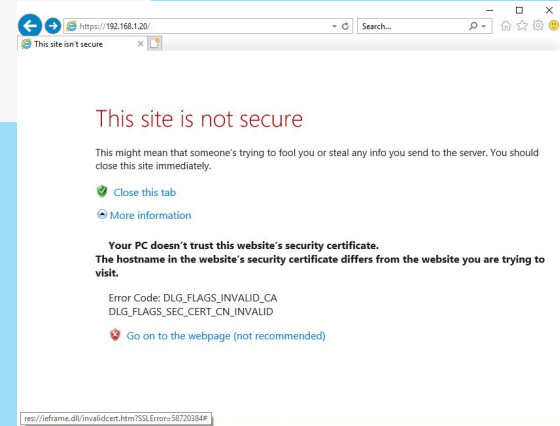 https://192.168.1.20/
Search...
This site isn't secure
This site is not secure
This might mean that someone's trying to fool you or steal any info you send to the server. You should
close this site immediately.
Close this tab
More information
Your PC doesn't trust this website's security certificate.
The hostname in the website's security certificate differs from the website you are trying to
visit.
Error Code: DLG_FLAGS_INVALID_CA
DLG_FLAGS_SEC_CERT_CN_INVALID
Go on to the webpage (not recommended)
res://ieframe.dll/invalidcert.htm?SSLError=58720384#